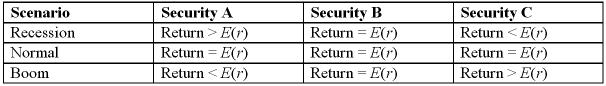 Scenario Security A Security B Security C
Recession Return > E(r) Return = E(r) Return < E(r)
Normal Return = E(r) Return = E(r) Return = E(r)
Boom Return < E(r) Return = E(r) Return > E(r)